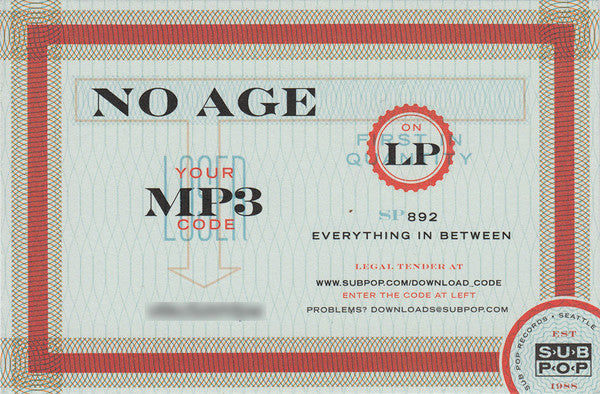 NO AGE
ON
FIRST IN
LP
QUANTITY
LOSER
YOUR
MP3
CODE
SP892
EVERYTHING IN BETWEEN
LEGAL TENDER AT
WWW.SUBPOP.COM/DOWNLOAD_CODE
ENTER THE CODE AT LEFT
PROBLEMS? DOWNLOADS@SUBPOP.COM
SUB POP RECORDS • SEATTLE
EST
SUB
POP
1988